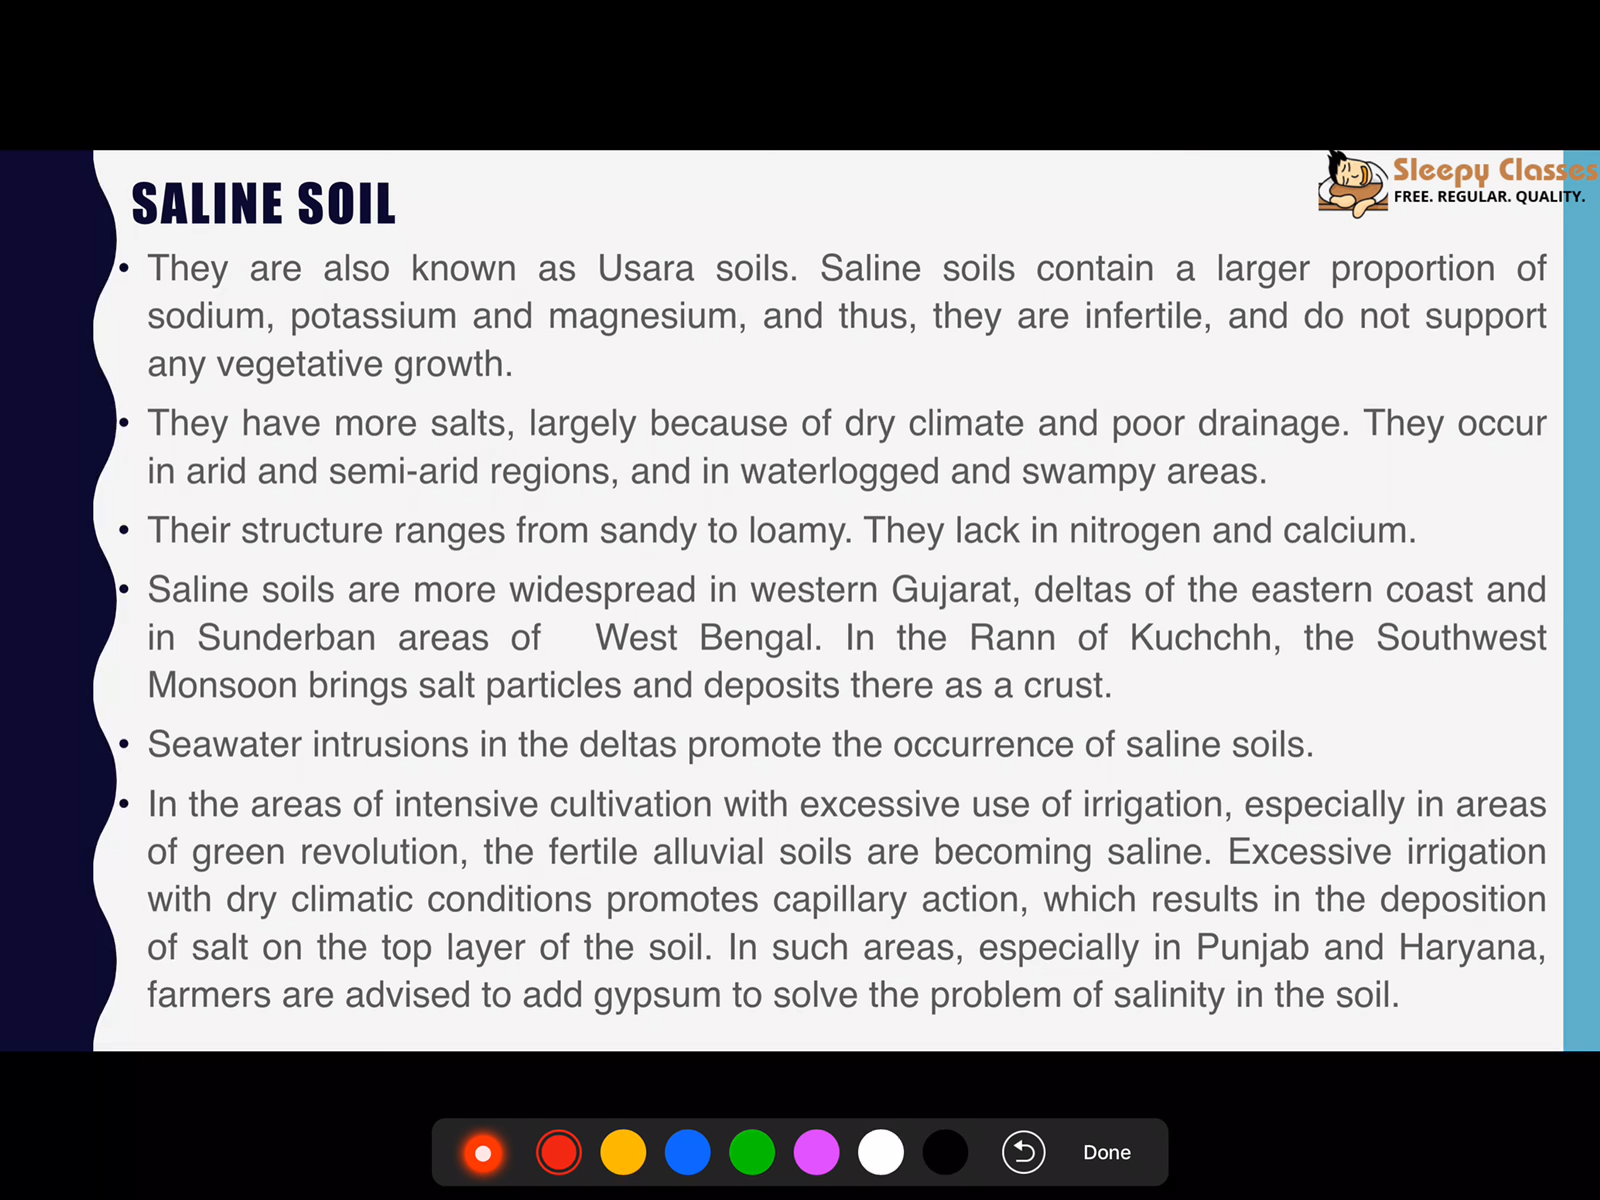 Sleepy Classes
FREE. REGULAR. QUALITY.
SALINE SOIL
• They are also known as Usara soils. Saline soils contain a larger proportion of
sodium, potassium and magnesium, and thus, they are infertile, and do not support
any vegetative growth.
• They have more salts, largely because of dry climate and poor drainage. They occur
in arid and semi-arid regions, and in waterlogged and swampy areas.
• Their structure ranges from sandy to loamy. They lack in nitrogen and calcium.
• Saline soils are more widespread in western Gujarat, deltas of the eastern coast and
in Sunderban areas of West Bengal. In the Rann of Kuchchh, the Southwest
Monsoon brings salt particles and deposits there as a crust.
• Seawater intrusions in the deltas promote the occurrence of saline soils.
• In the areas of intensive cultivation with excessive use of irrigation, especially in areas
of green revolution, the fertile alluvial soils are becoming saline. Excessive irrigation
with dry climatic conditions promotes capillary action, which results in the deposition
of salt on the top layer of the soil. In such areas, especially in Punjab and Haryana,
farmers are advised to add gypsum to solve the problem of salinity in the soil.
Done